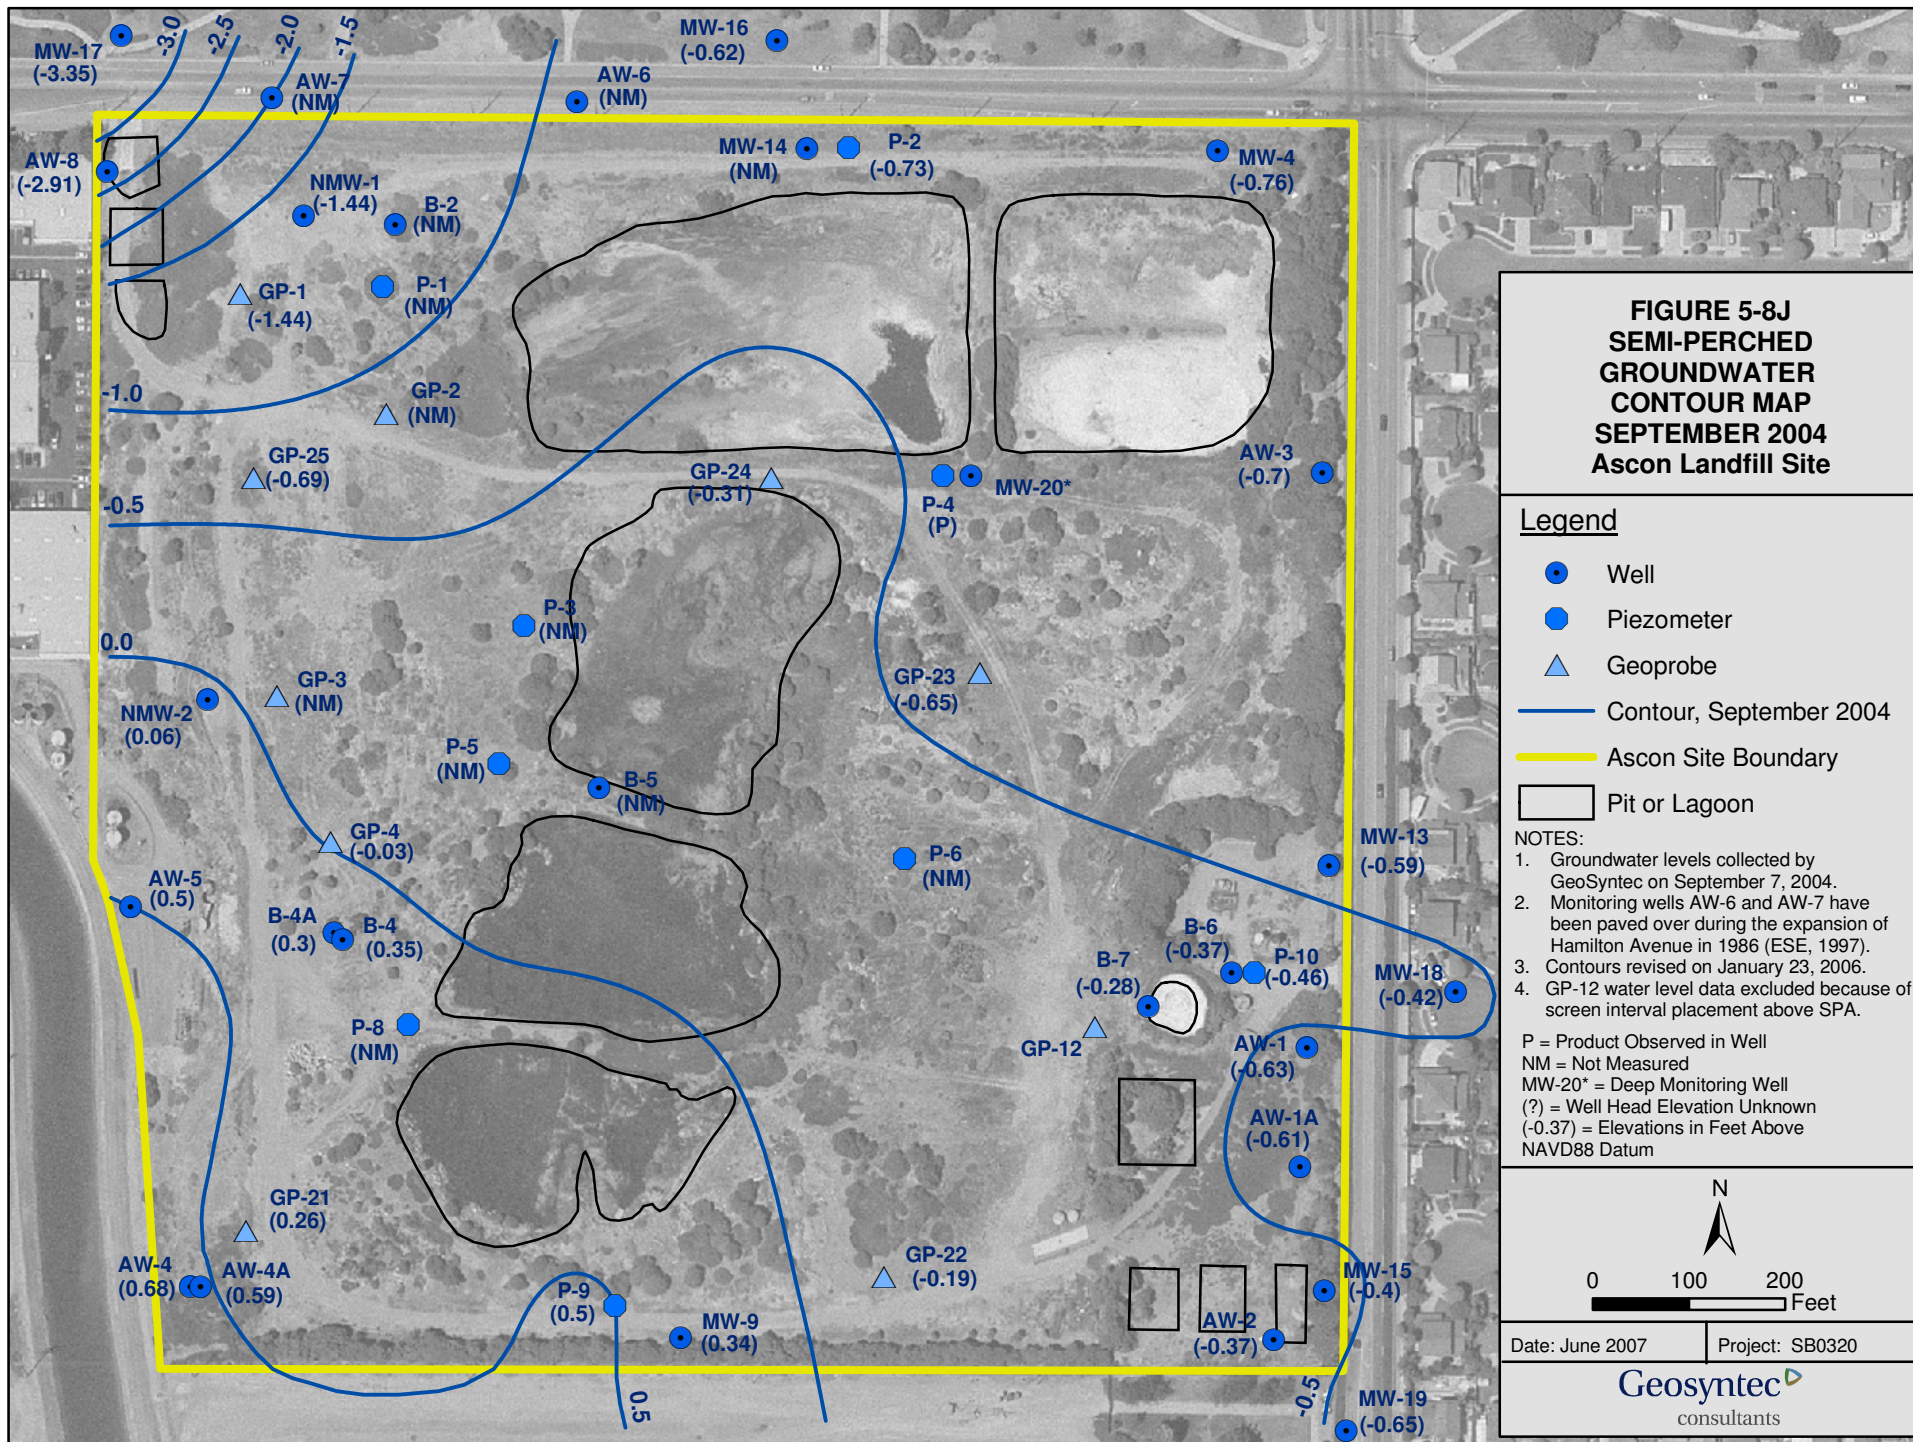 MW-17
(-3.35)
-3.0
-2.5
-2.0
-1.5
MW-16
(-0.62)
AW-7
(NM)
AW-6
(NM)
AW-8
(-2.91)
NMW-1
(-1.44)
B-2
(NM)
MW-14
(NM)
P-2
(-0.73)
MW-4
(-0.76)
GP-1
(-1.44)
P-1
(NM)
-1.0
GP-2
(NM)
GP-25
(-0.69)
GP-24
(-0.31)
P-4
(P)
MW-20*
AW-3
(-0.7)
-0.5
P-3
(NM)
0.0
NMW-2
(0.06)
GP-3
(NM)
GP-23
(-0.65)
P-5
(NM)
B-5
(NM)
GP-4
(-0.03)
P-6
(NM)
MW-13
(-0.59)
AW-5
(0.5)
B-4A
(0.3)
B-4
(0.35)
B-6
(-0.37)
P-10
(-0.46)
B-7
(-0.28)
MW-18
(-0.42)
P-8
(NM)
GP-12
AW-1
(-0.63)
AW-1A
(-0.61)
GP-21
(0.26)
AW-4
(0.68)
AW-4A
(0.59)
P-9
(0.5)
GP-22
(-0.19)
MW-9
(0.34)
MW-15
(-0.4)
AW-2
(-0.37)
0.5
-0.5
MW-19
(-0.65)
FIGURE 5-8J
SEMI-PERCHED
GROUNDWATER
CONTOUR MAP
SEPTEMBER 2004
Ascon Landfill Site
Legend
Well
Piezometer
Geoprobe
Contour, September 2004
Ascon Site Boundary
Pit or Lagoon
NOTES:
1. Groundwater levels collected by
GeoSyntec on September 7, 2004.
2. Monitoring wells AW-6 and AW-7 have
been paved over during the expansion of
Hamilton Avenue in 1986 (ESE, 1997).
3. Contours revised on January 23, 2006.
4. GP-12 water level data excluded because of
screen interval placement above SPA.
P = Product Observed in Well
NM = Not Measured
MW-20* = Deep Monitoring Well
(?) = Well Head Elevation Unknown
(-0.37) = Elevations in Feet Above
NAVD88 Datum
N
0 100 200
Feet
Date: June 2007 Project: SB0320
Geosyntec
consultants